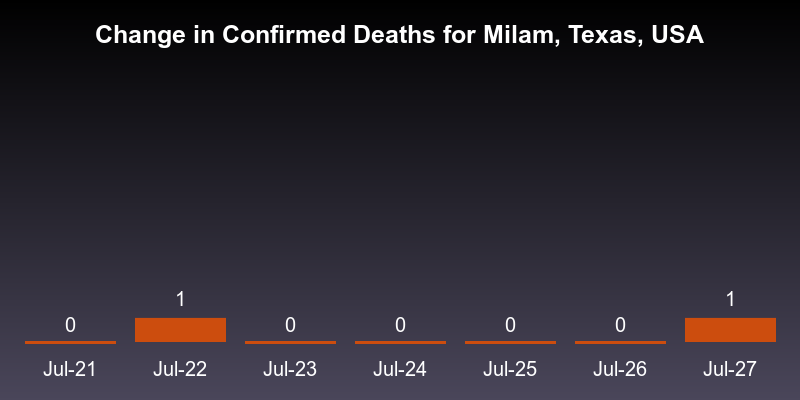 Change in Confirmed Deaths for Milam, Texas, USA
0 1 0 0 0 0 1
Jul-21 Jul-22 Jul-23 Jul-24 Jul-25 Jul-26 Jul-27